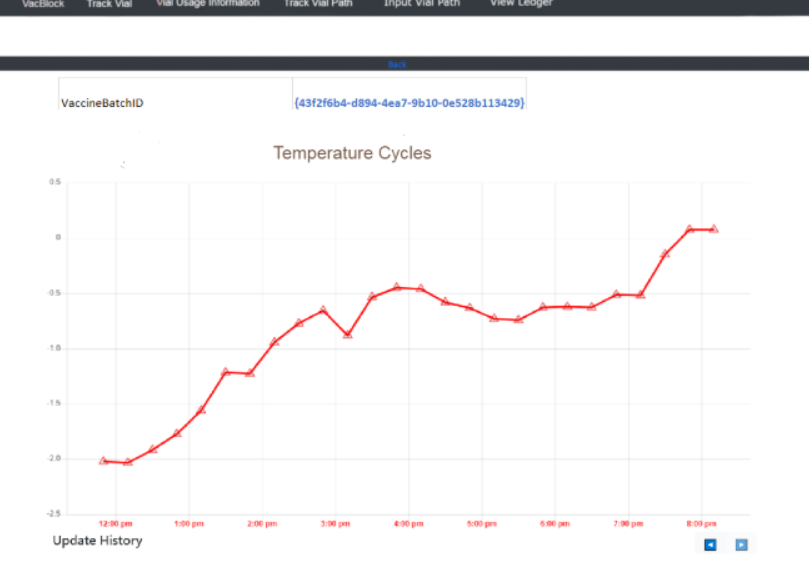 VacBlock Track Vial Vial Usage Information Track Vial Path Input Vial Path View Ledger
Back
VaccineBatchID {43f2f6b4-d894-4ea7-9b10-0e528b113429}
Temperature Cycles
0.5
0
-0.5
-1.0
-1.5
-2.0
-2.5
12:00 pm 1:00 pm 2:00 pm 3:00 pm 4:00 pm 5:00 pm 6:00 pm 7:00 pm 8:00 pm
Update History